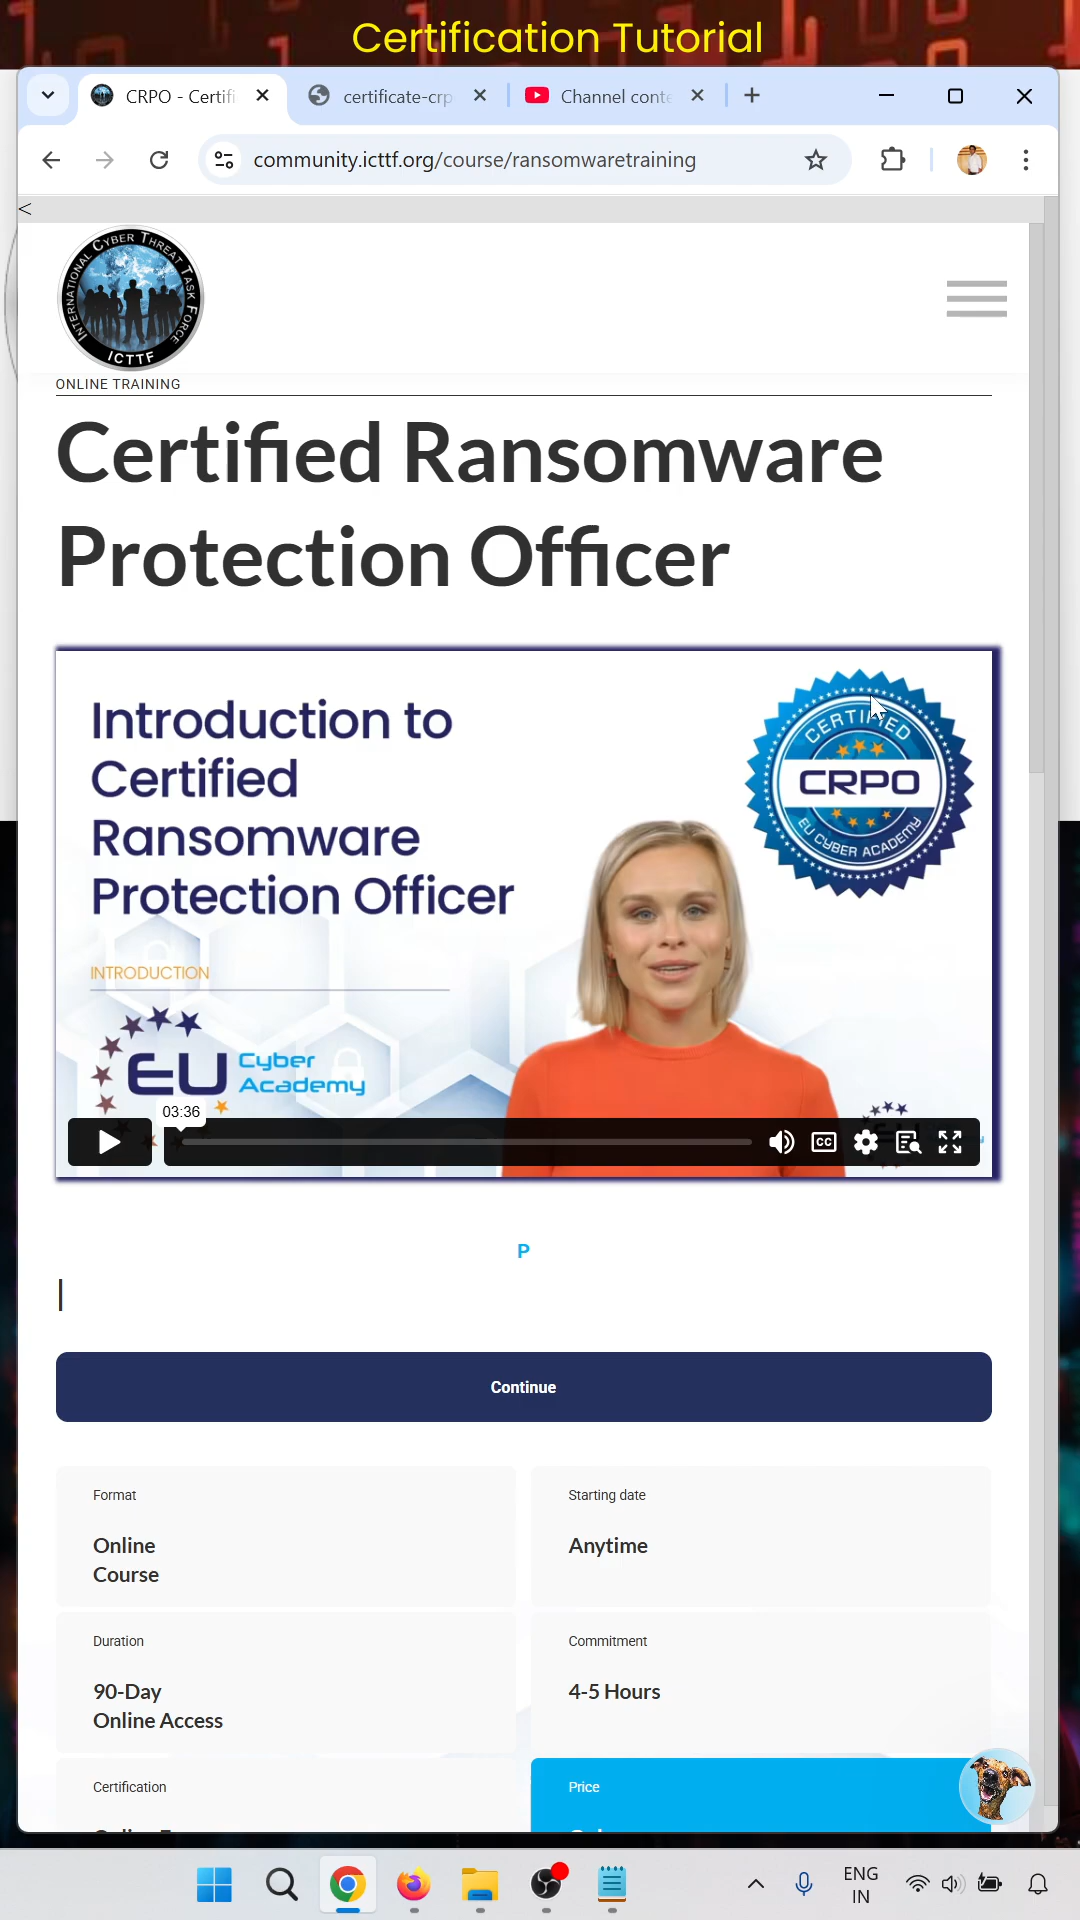 Certification Tutorial
CRPO - Certifi
certificate-crp
Channel conte
community.icttf.org/course/ransomwaretraining
<
INTERNATIONAL CYBER THREAT TASK FORCE
ICTTF
ONLINE TRAINING
Certified Ransomware
Protection Officer
Introduction to
Certified
Ransomware
Protection Officer
CERTIFIED
CRPO
EU CYBER ACADEMY
INTRODUCTION
EU Cyber
Academy
03:36
CC
P
Continue
Format
Online
Course
Starting date
Anytime
Duration
90-Day
Online Access
Commitment
4-5 Hours
Certification
Price
ENG
IN